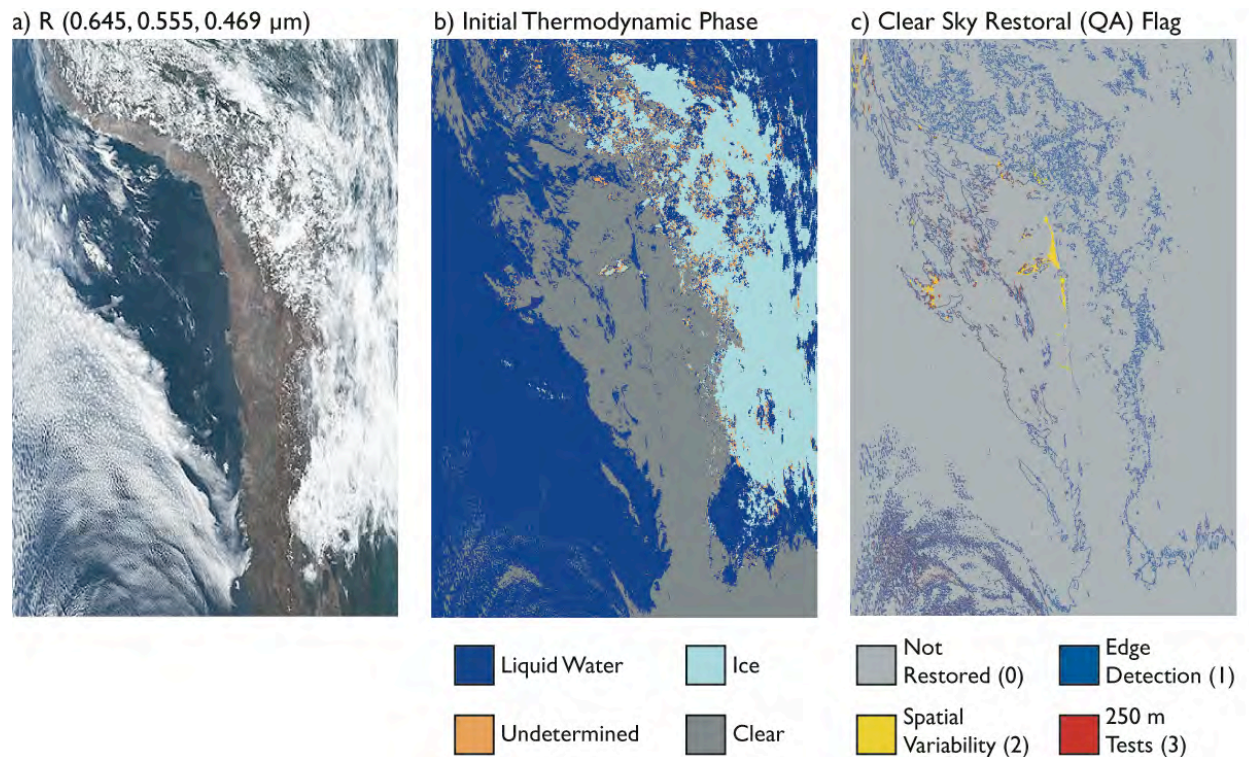 a) R (0.645, 0.555, 0.469 µm)
b) Initial Thermodynamic Phase
c) Clear Sky Restoral (QA) Flag
Liquid Water
Ice
Undetermined
Clear
Not
Restored (0)
Edge
Detection (1)
Spatial
Variability (2)
250 m
Tests (3)